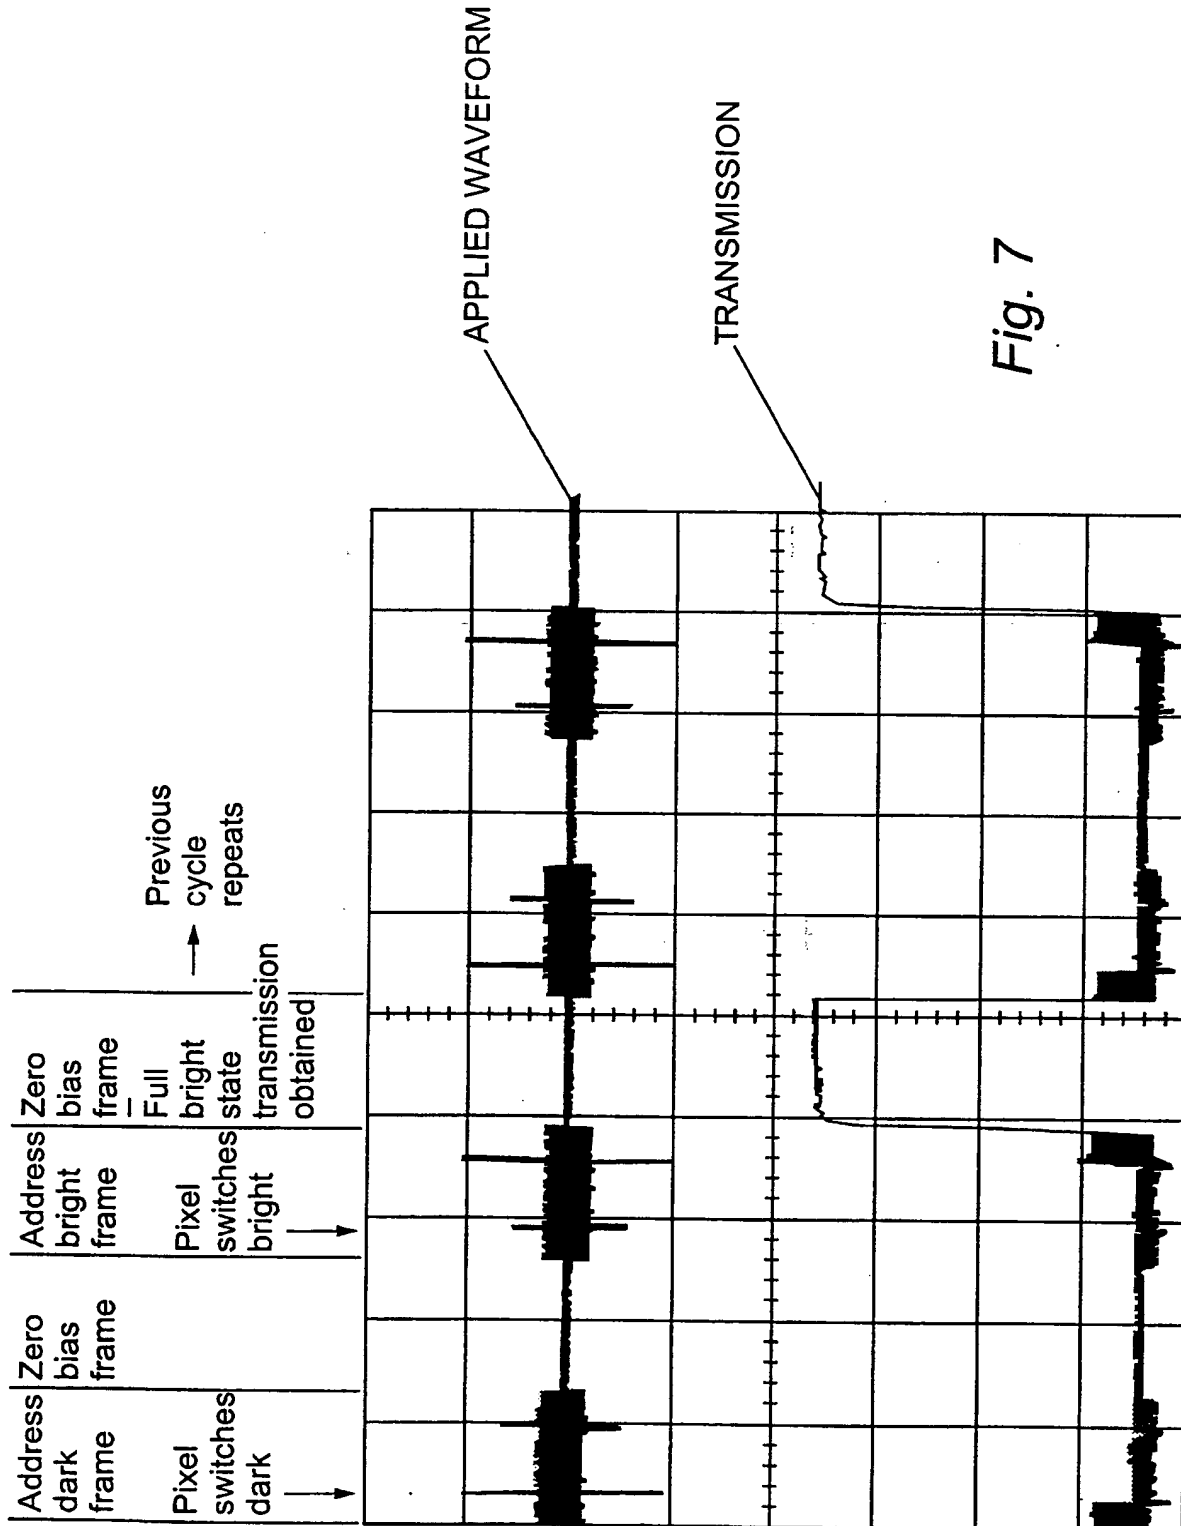 Address
dark
frame
Pixel
switches
dark
Zero
bias
frame
Address
bright
frame
Pixel
switches
bright
Zero
bias
frame
Full
bright
state
transmission
obtained
Previous
cycle
repeats
APPLIED WAVEFORM
TRANSMISSION
Fig. 7